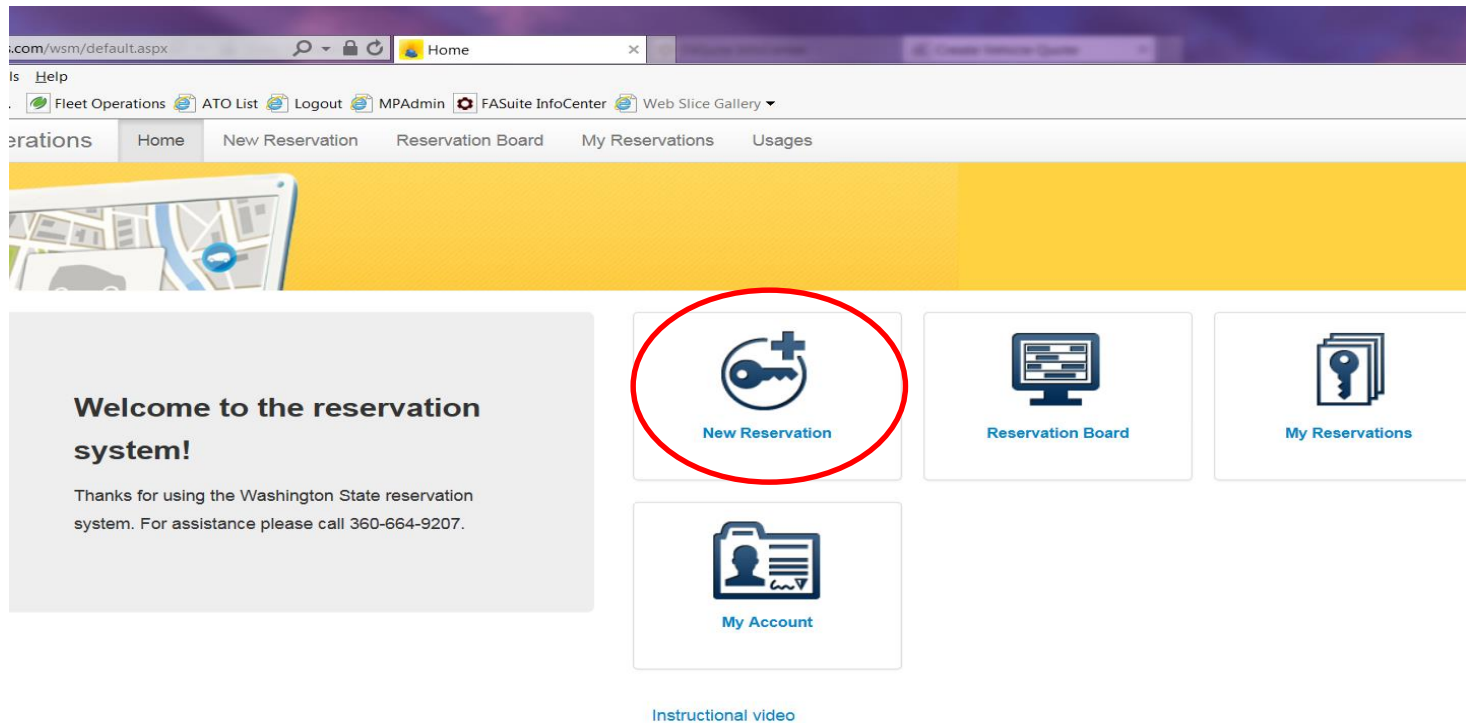 s.com/wsm/default.aspx Home
ls Help
Fleet Operations ATO List Logout MPAdmin FASuite InfoCenter Web Slice Gallery
erations Home New Reservation Reservation Board My Reservations Usages
Welcome to the reservation
system!
Thanks for using the Washington State reservation
system. For assistance please call 360-664-9207.
New Reservation
Reservation Board
My Reservations
My Account
Instructional video